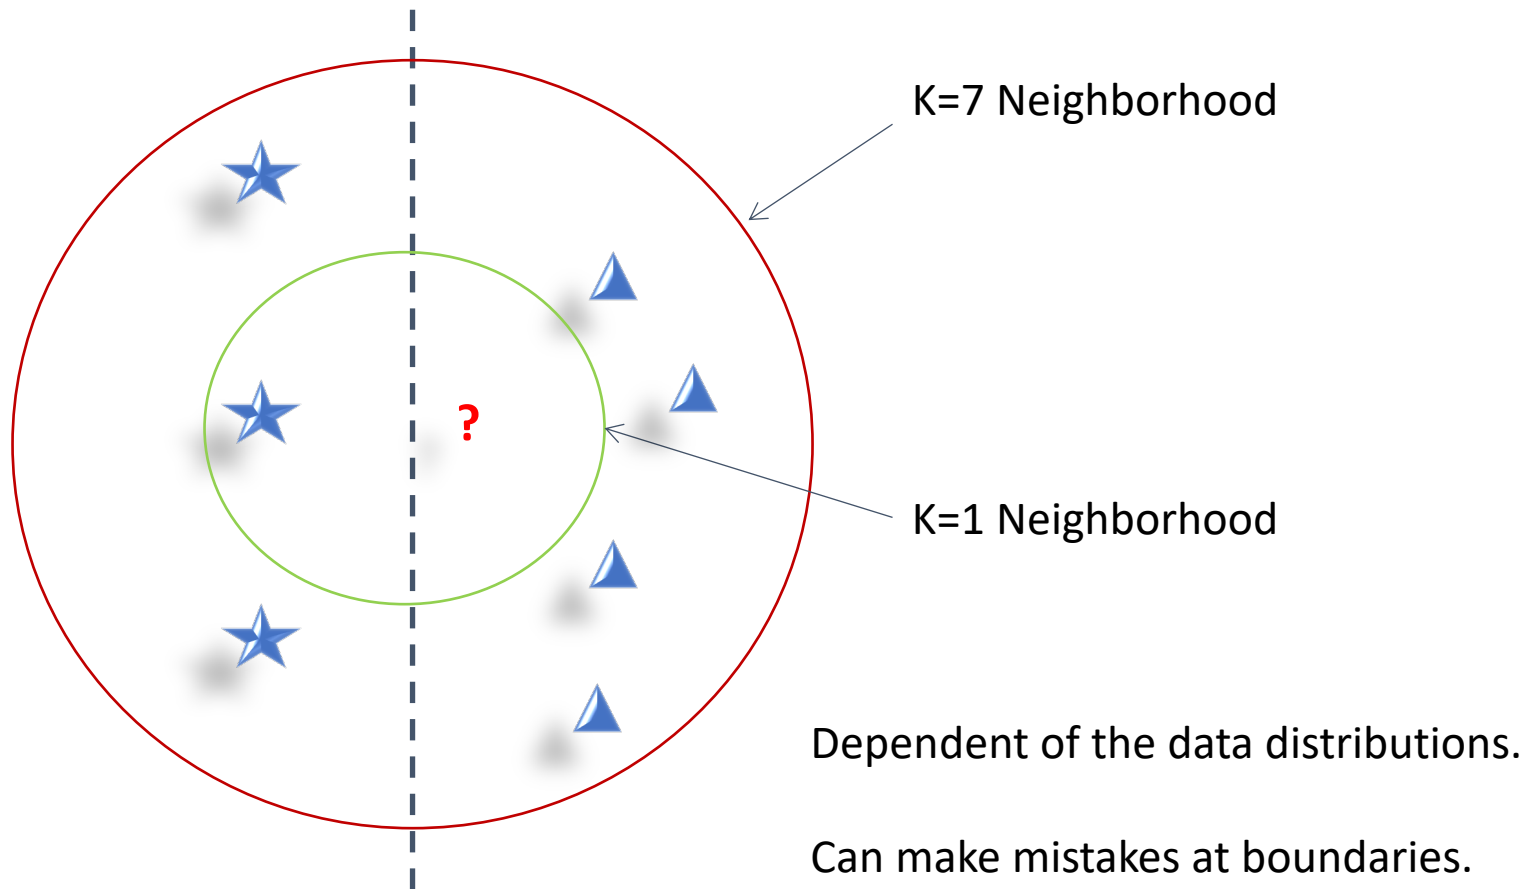 K=7 Neighborhood
?
K=1 Neighborhood
Dependent of the data distributions.
Can make mistakes at boundaries.